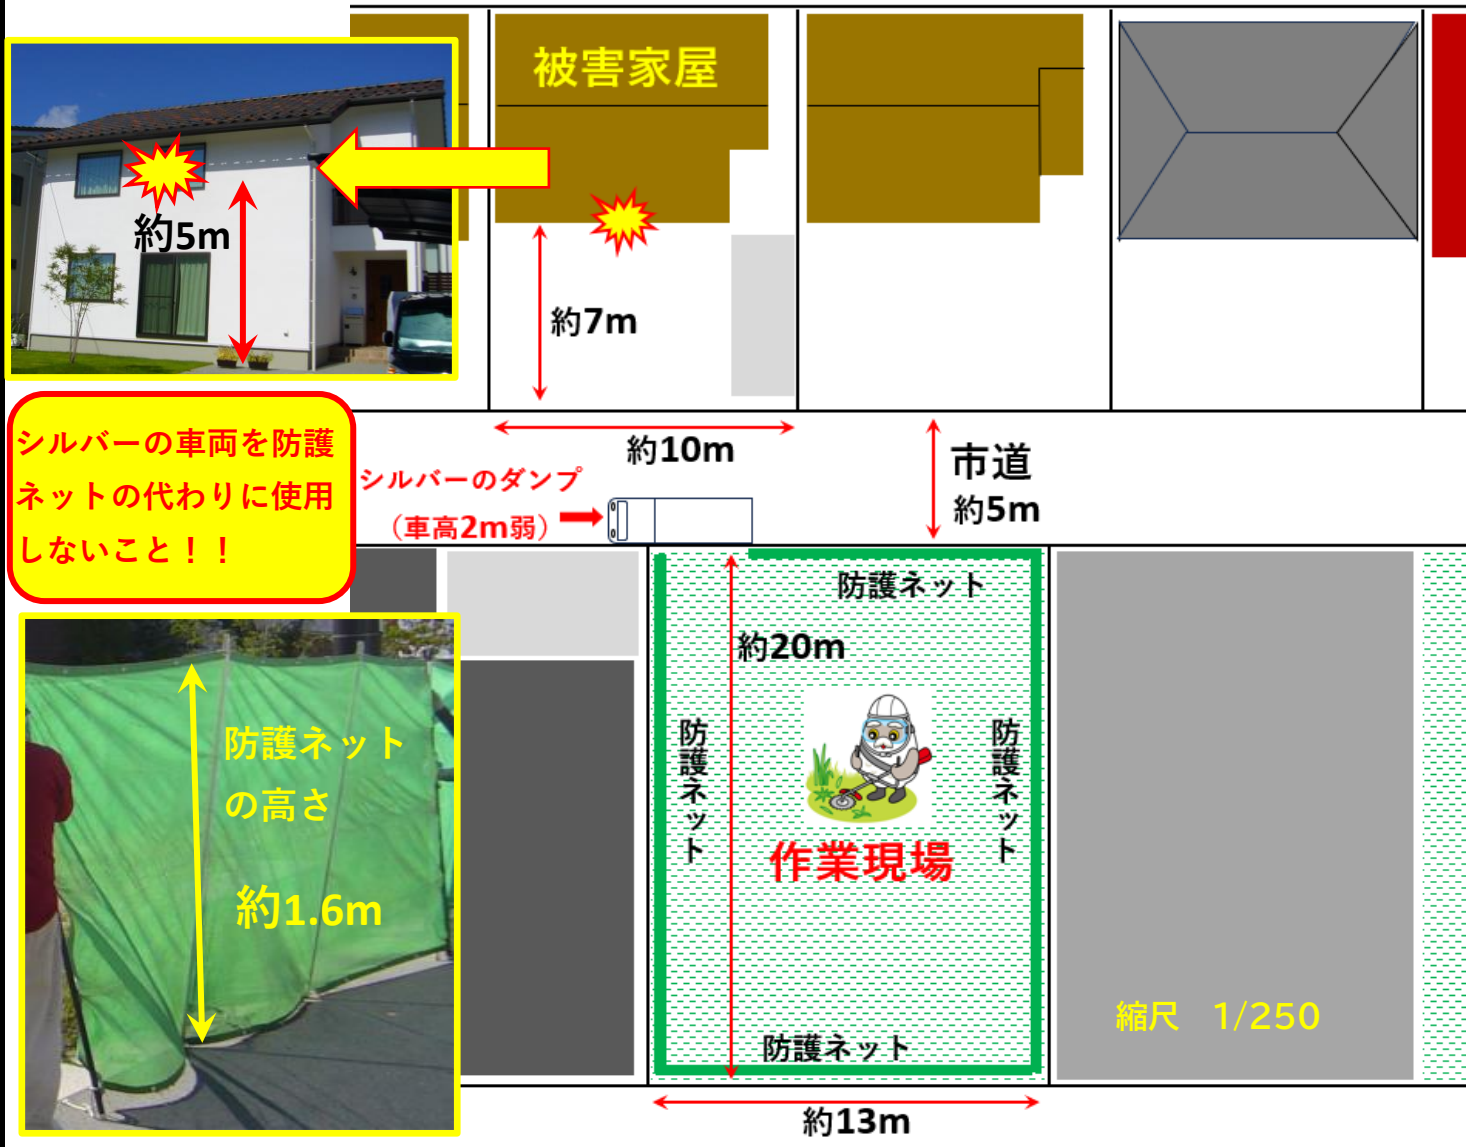 被害家屋
約5m
約7m
シルバーの車両を防護
ネットの代わりに使用
しないこと！！
約10m
市道
約5m
シルバーのダンプ
（車高2m弱）
防護ネット
約20m
防護ネット
防護ネット
作業現場
防護ネット
の高さ
約1.6m
縮尺　1/250
防護ネット
約13m